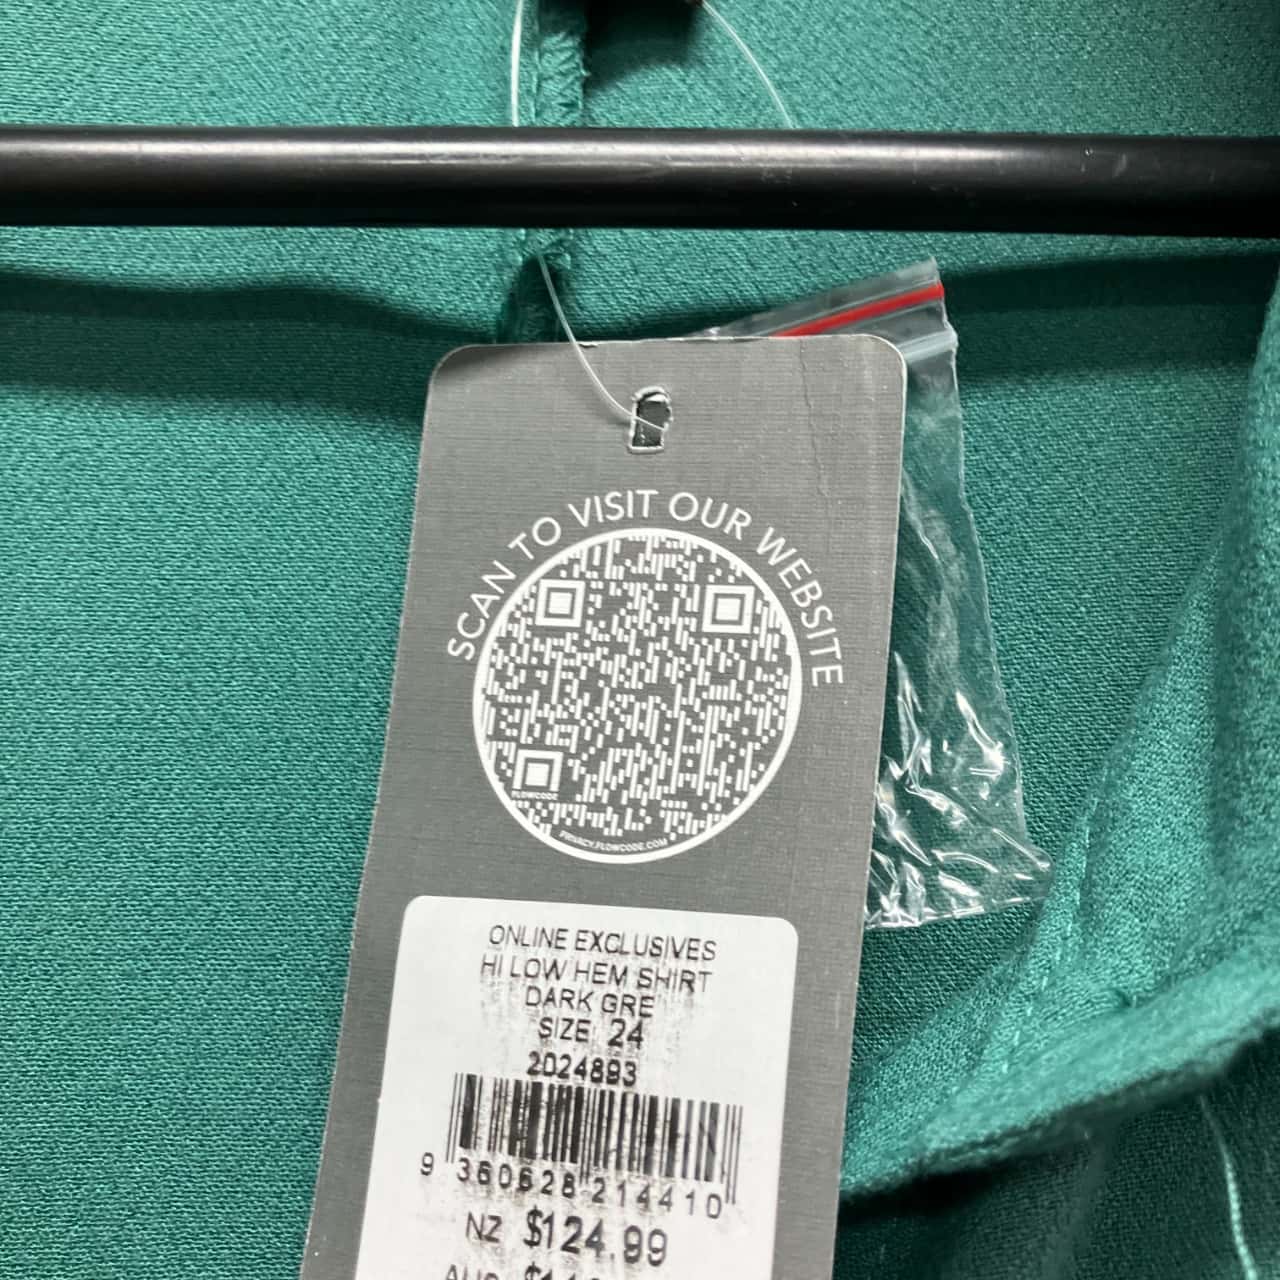 SCAN TO VISIT OUR WEBSITE
FLOWCODE
PRIVACY.FLOWCODE.COM
ONLINE EXCLUSIVES
HI LOW HEM SHIRT
DARK GRE
SIZE 24
2024893
9 360628 214410
NZ $124.99